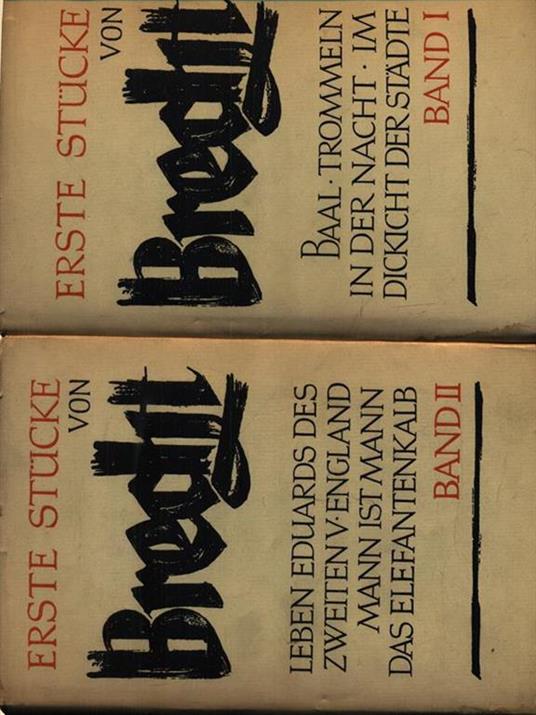 ERSTE STÜCKE
VON
Brecht
BAAL · TROMMELN
IN DER NACHT · IM
DICKICHT DER STÄDTE
BAND I
ERSTE STÜCKE
VON
Brecht
LEBEN EDUARDS DES
ZWEITEN V · ENGLAND
MANN IST MANN
DAS ELEFANTENKALB
BAND II